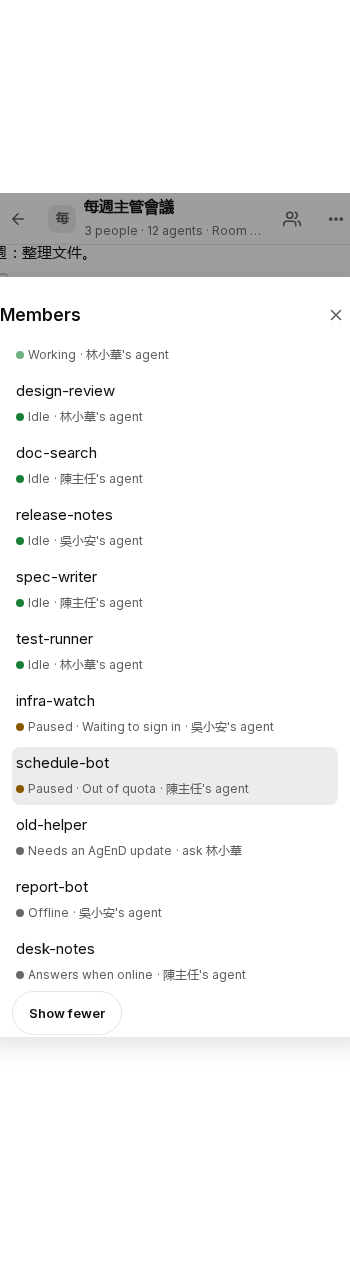 每
每週主管會議
3 people · 12 agents · Room …
週：整理文件。
Members
Working · 林小華's agent
design-review
Idle · 林小華's agent
doc-search
Idle · 陳主任's agent
release-notes
Idle · 吳小安's agent
spec-writer
Idle · 陳主任's agent
test-runner
Idle · 林小華's agent
infra-watch
Paused · Waiting to sign in · 吳小安's agent
schedule-bot
Paused · Out of quota · 陳主任's agent
old-helper
Needs an AgEnD update · ask 林小華
report-bot
Offline · 吳小安's agent
desk-notes
Answers when online · 陳主任's agent
Show fewer